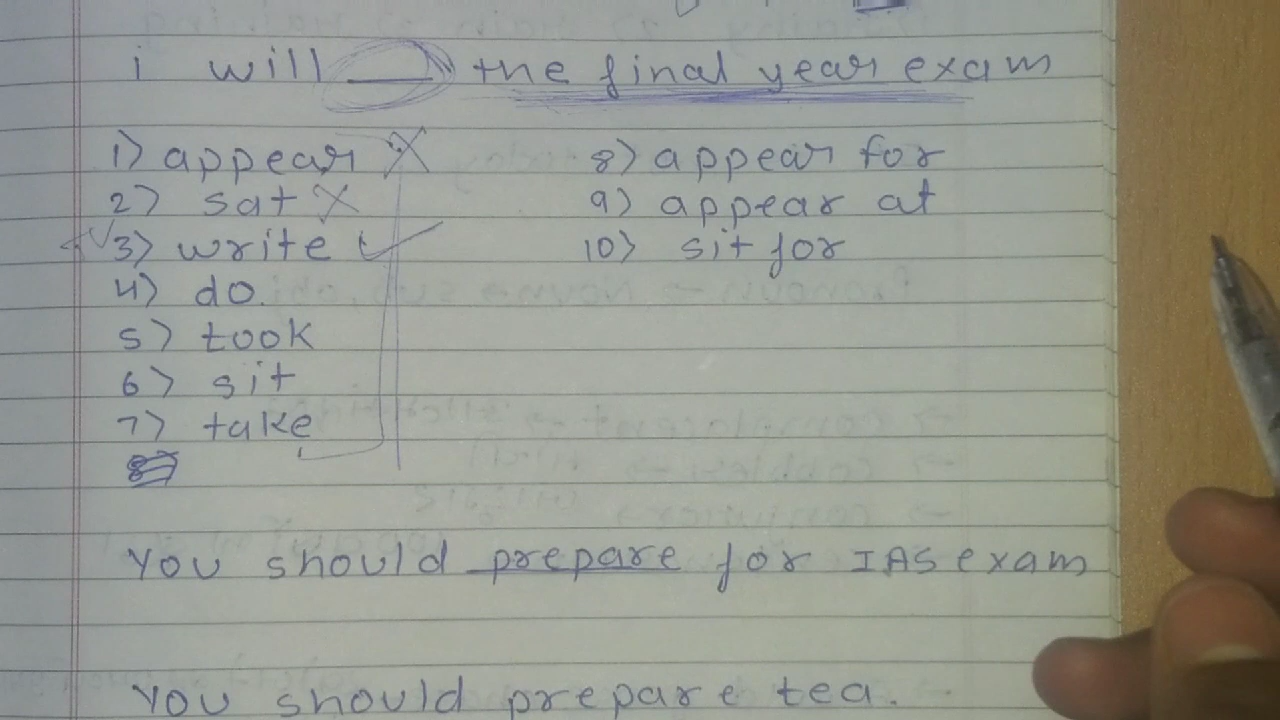 i will ____ the final year exam
1) appear
2) sat
3) write
4) do.
5) took
6) sit
7) take
8) appear for
9) appear at
10) sit for
You should prepare for IAS exam
You should prepare tea.